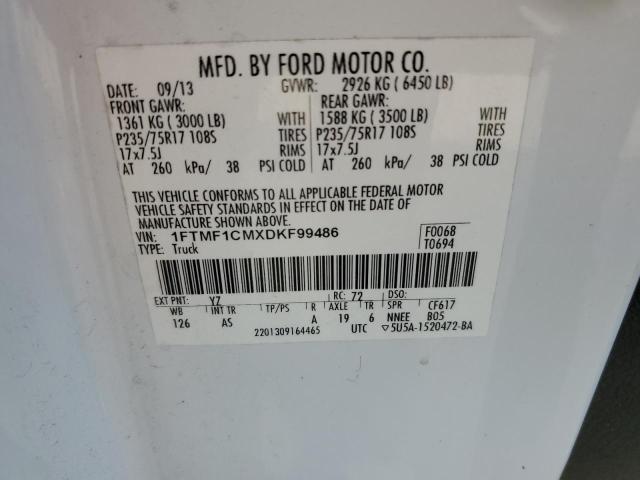 MFD. BY FORD MOTOR CO.
DATE: 09/13 GVWR: 2926 KG ( 6450 LB)
FRONT GAWR: REAR GAWR:
1361 KG ( 3000 LB) WITH 1588 KG ( 3500 LB) WITH
P235/75R17 108S TIRES P235/75R17 108S TIRES
17x7.5J RIMS 17x7.5J RIMS
AT 260 kPa/ 38 PSI COLD AT 260 kPa/ 38 PSI COLD
THIS VEHICLE CONFORMS TO ALL APPLICABLE FEDERAL MOTOR
VEHICLE SAFETY STANDARDS IN EFFECT ON THE DATE OF
MANUFACTURE SHOWN ABOVE.
VIN: 1FTMF1CMXDKF99486 F0068
TYPE: Truck T0694
EXT PNT: YZ RC: 72 DSO:
WB INT TR TP/PS R AXLE TR SPR CF617
126 AS A 19 6 NNEE B05
2201309164465 UTC ▽5U5A-1520472-BA